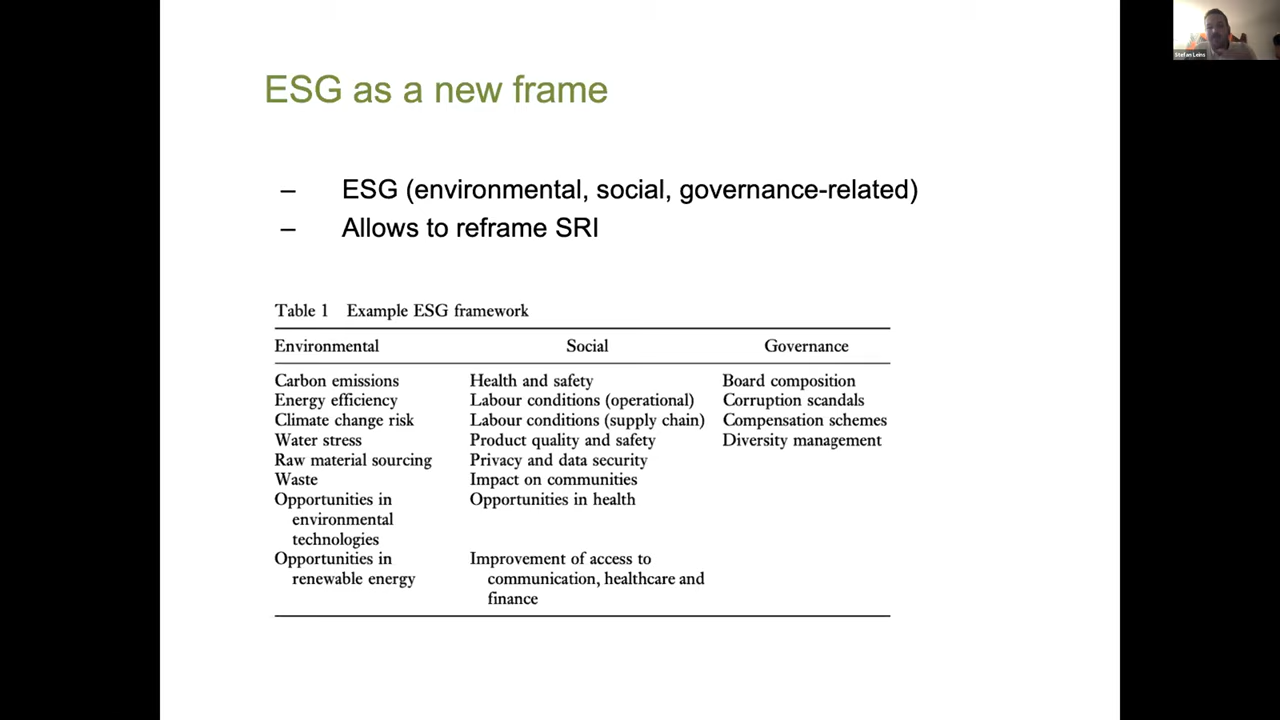 ESG as a new frame
– ESG (environmental, social, governance-related)
– Allows to reframe SRI
Table 1 Example ESG framework
Environmental Social Governance
Carbon emissions Health and safety Board composition
Energy efficiency Labour conditions (operational) Corruption scandals
Climate change risk Labour conditions (supply chain) Compensation schemes
Water stress Product quality and safety Diversity management
Raw material sourcing Privacy and data security
Waste Impact on communities
Opportunities in Opportunities in health
environmental
technologies
Opportunities in Improvement of access to
renewable energy communication, healthcare and
finance
Stefan Leins